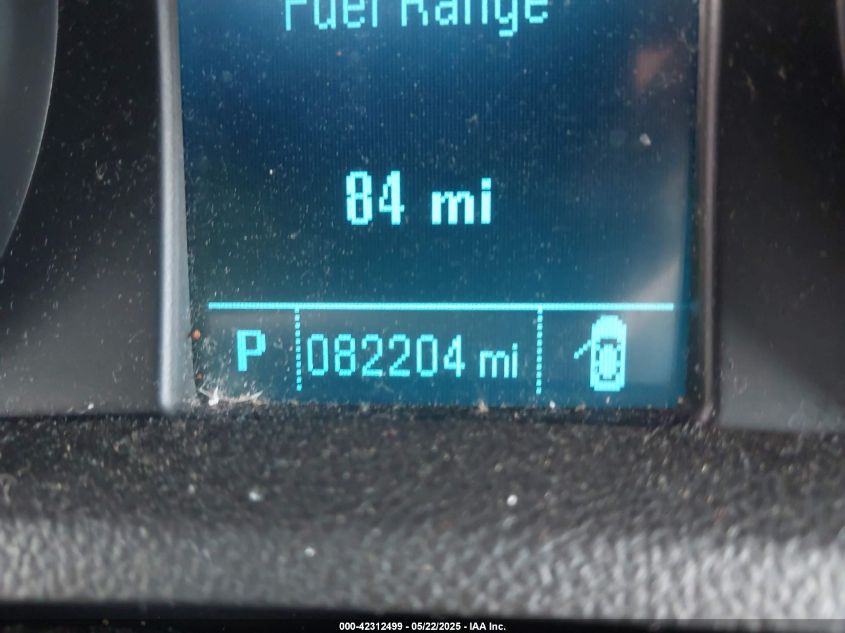 Fuel Range
84 mi
P 082204 mi
000-42312499 - 05/22/2025 - IAA Inc.